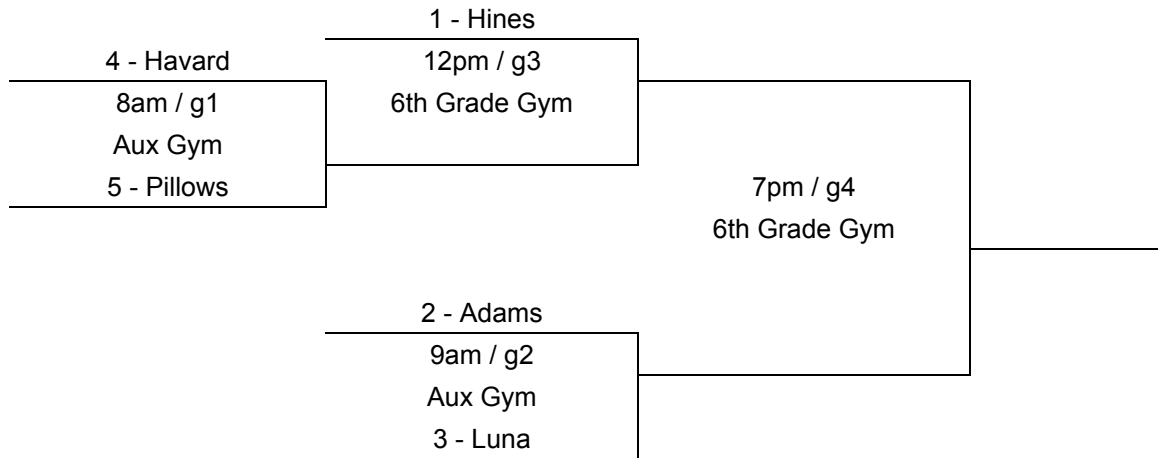 1 - Hines
4 - Havard
12pm / g3
8am / g1
6th Grade Gym
Aux Gym
5 - Pillows
7pm / g4
6th Grade Gym
2 - Adams
9am / g2
Aux Gym
3 - Luna